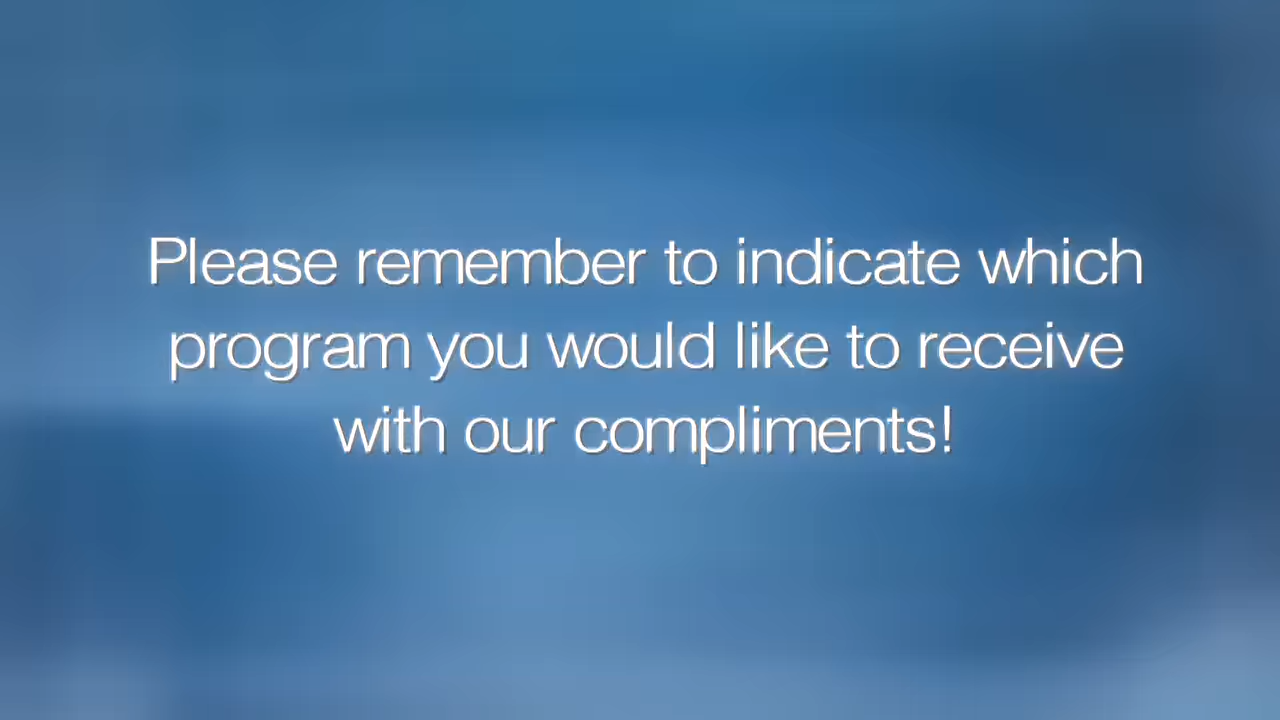 Please remember to indicate which
program you would like to receive
with our compliments!